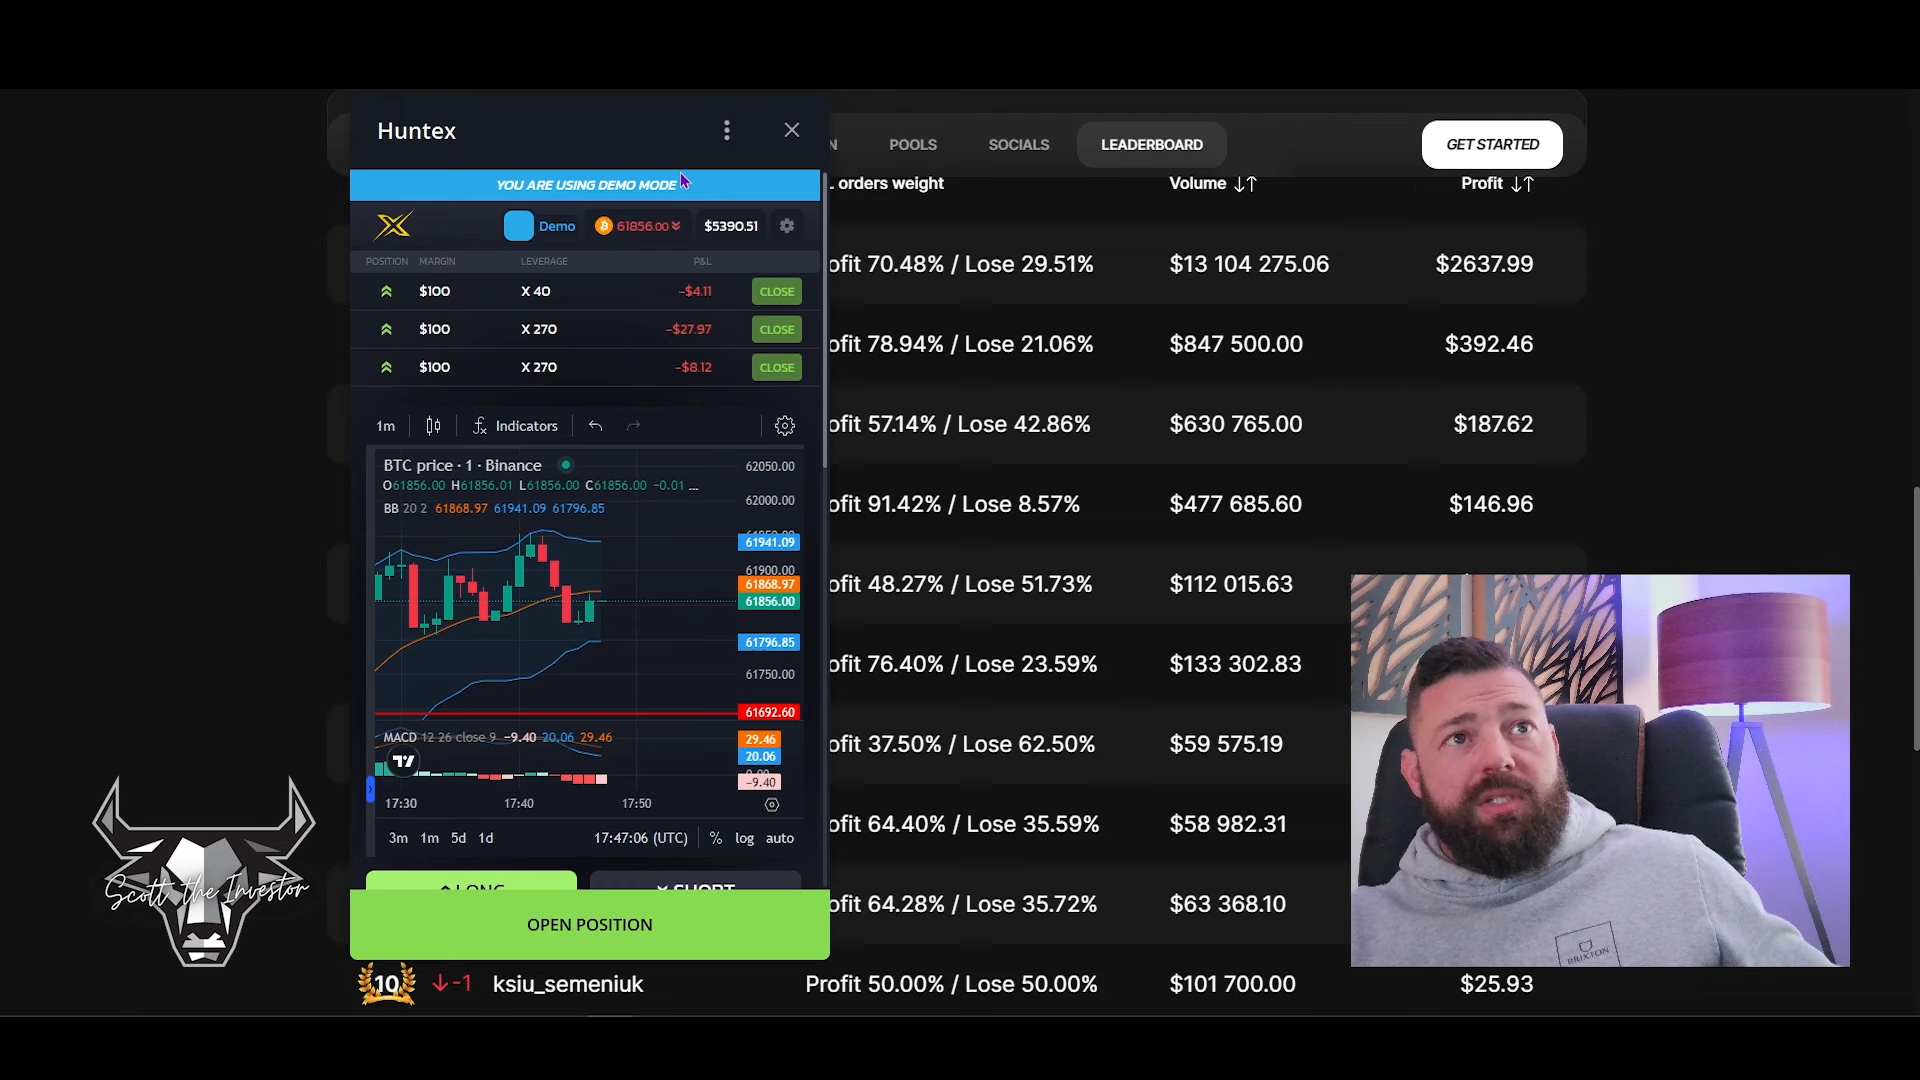 Huntex
YOU ARE USING DEMO MODE
Demo 61856.00 $5390.51
POSITION MARGIN LEVERAGE P&L
$100 X 40 -$4.11 CLOSE
$100 X 270 -$27.97 CLOSE
$100 X 270 -$8.12 CLOSE
1m Indicators
BTC price · 1 · Binance
O61856.00 H61856.01 L61856.00 C61856.00 −0.01 ...
BB 20 2 61868.97 61941.09 61796.85
62050.00
62000.00
61941.09
61900.00
61868.97
61856.00
61796.85
61750.00
61692.60
MACD 12 26 close 9 −9.40 20.06 29.46
29.46
20.06
−9.40
17:30 17:40 17:50
3m 1m 5d 1d 17:47:06 (UTC) % log auto
LONG SHORT
OPEN POSITION
N POOLS SOCIALS LEADERBOARD GET STARTED
orders weight Volume ↓↑ Profit ↓↑
ofit 70.48% / Lose 29.51% $13 104 275.06 $2637.99
ofit 78.94% / Lose 21.06% $847 500.00 $392.46
ofit 57.14% / Lose 42.86% $630 765.00 $187.62
ofit 91.42% / Lose 8.57% $477 685.60 $146.96
ofit 48.27% / Lose 51.73% $112 015.63
ofit 76.40% / Lose 23.59% $133 302.83
ofit 37.50% / Lose 62.50% $59 575.19
ofit 64.40% / Lose 35.59% $58 982.31
ofit 64.28% / Lose 35.72% $63 368.10
10 ↓-1 ksiu_semeniuk Profit 50.00% / Lose 50.00% $101 700.00 $25.93
Scott the Investor
BRIXTON